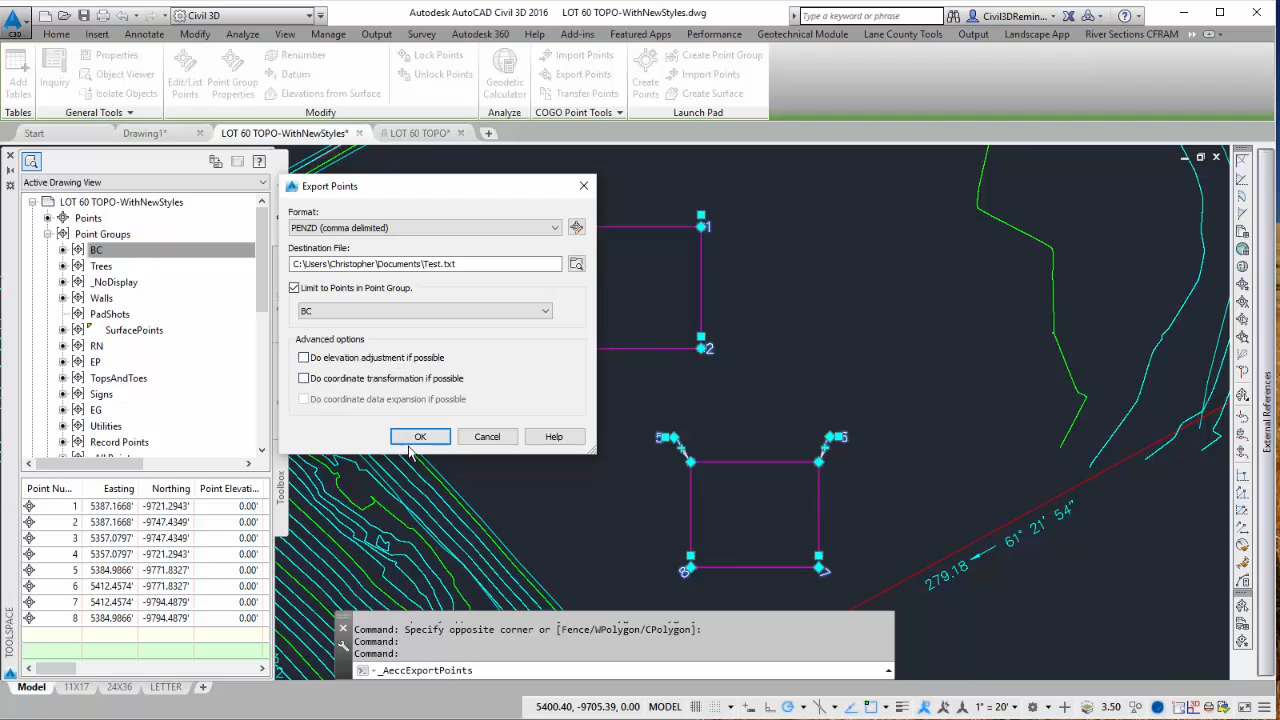 Civil 3D
Autodesk AutoCAD Civil 3D 2016 LOT 60 TOPO-WithNewStyles.dwg
Type a keyword or phrase
Civil3DRemin...
C3D
Home Insert Annotate Modify Analyze View Manage Output Survey Autodesk 360 Help Add-ins Featured Apps Performance Geotechnical Module Lane County Tools Output Landscape App River Sections CFRAM
Add Tables
Inquiry
Properties
Object Viewer
Isolate Objects
Edit/List Points
Point Group Properties
Renumber
Datum
Elevations from Surface
Lock Points
Unlock Points
Geodetic Calculator
Import Points
Export Points
Transfer Points
Create Points
Create Point Group
Import Points
Create Surface
Tables General Tools Modify Analyze COGO Point Tools Launch Pad
Start Drawing1* LOT 60 TOPO-WithNewStyles* LOT 60 TOPO*
Active Drawing View
LOT 60 TOPO-WithNewStyles
Points
Point Groups
BC
Trees
_NoDisplay
Walls
PadShots
SurfacePoints
RN
EP
TopsAndToes
Signs
EG
Utilities
Record Points
Point Nu... Easting Northing Point Elevati...
1 5387.1668' -9721.2943' 0.00'
2 5387.1668' -9747.4349' 0.00'
3 5357.0797' -9747.4349' 0.00'
4 5357.0797' -9721.2943' 0.00'
5 5384.9866' -9771.8327' 0.00'
6 5412.4574' -9771.8327' 0.00'
7 5412.4574' -9794.4879' 0.00'
8 5384.9866' -9794.4879' 0.00'
TOOLSPACE
Toolbox
Export Points
Format:
PENZD (comma delimited)
Destination File:
C:\Users\Christopher\Documents\Test.txt
Limit to Points in Point Group.
BC
Advanced options
Do elevation adjustment if possible
Do coordinate transformation if possible
Do coordinate data expansion if possible
OK Cancel Help
1
2
5
6
8
7
279.18
61° 21' 54"
External References
Command: Specify opposite corner or [Fence/WPolygon/CPolygon]:
Command:
Command:
_AeccExportPoints
Model 11X17 24X36 LETTER
5400.40, -9705.39, 0.00 MODEL 1" = 20' 3.50